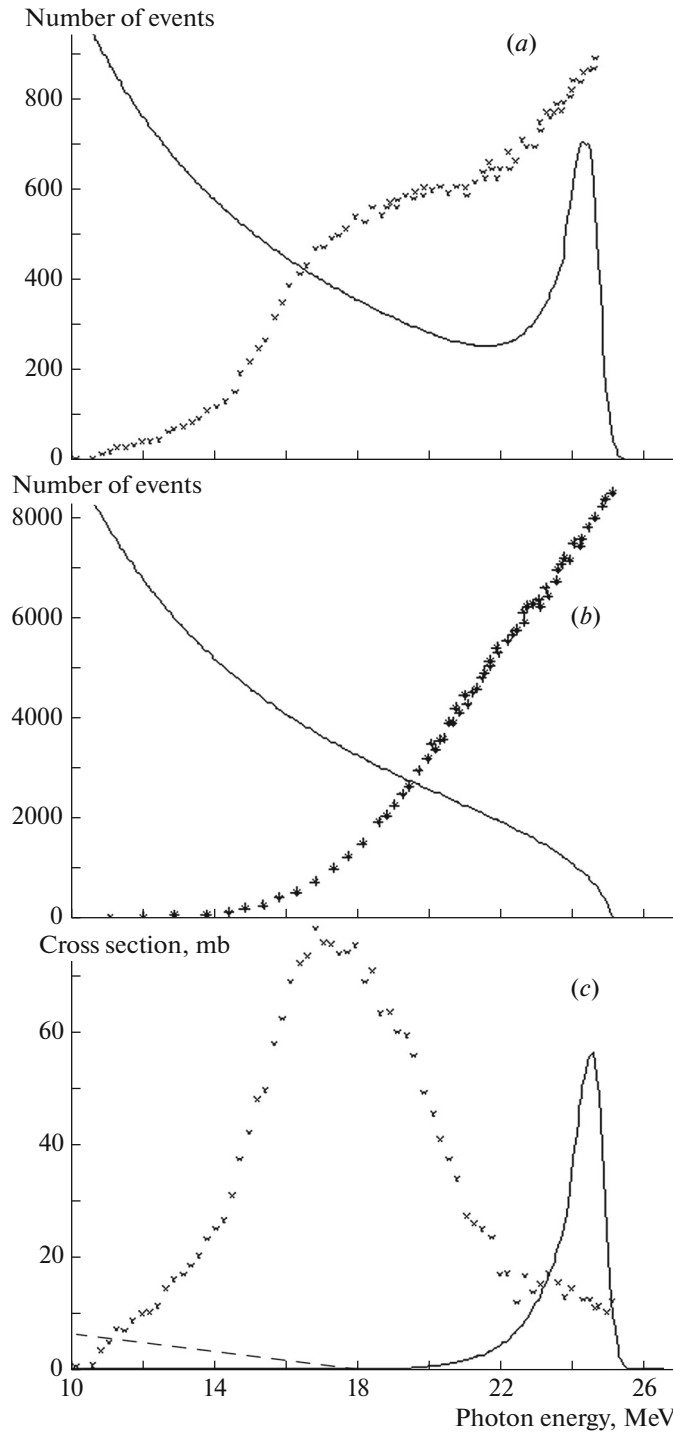 Number of events
(a)
800
600
400
200
0
Number of events
8000
6000
(b)
4000
2000
0
Cross section, mb
(c)
60
40
20
0
10 14 18 22 26
Photon energy, MeV